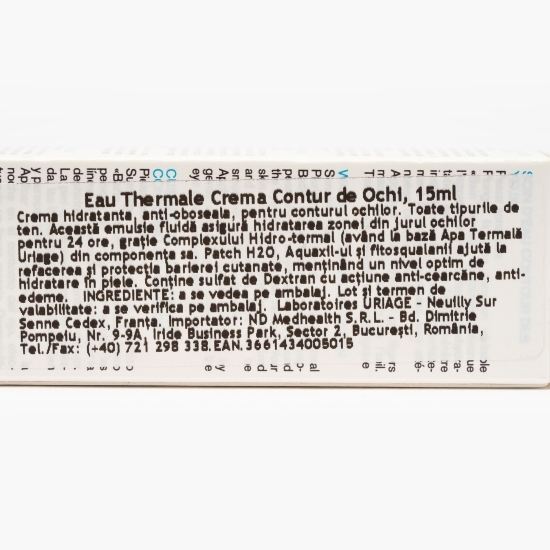 Eau Thermale Crema Contur de Ochi, 15ml
Crema hidratanta, anti-oboseala, pentru conturul ochilor. Toate tipurile de
ten. Această emulsie fluidă asigură hidratarea zonei din jurul ochilor
pentru 24 ore, grație Complexului Hidro-termal (având la bază Apa Termală
Uriage) din componența sa. Patch H2O, Aquaxil-ul și fitosqualanii ajută la
refacerea și protecția barierei cutanate, menținând un nivel optim de
hidratare în piele. Conține sulfat de Dextran cu acțiune anti-cearcăne, anti-
edeme. INGREDIENTE: a se vedea pe ambalaj. Lot și termen de
valabilitate: a se verifica pe ambalaj. Laboratoires URIAGE - Neuilly Sur
Senne Cedex, Franța. Importator: ND Medhealth S.R.L. - Bd. Dimitrie
Pompeiu, Nr. 9-9A, Iride Business Park, Sector 2, București, România,
Tel./Fax: (+40) 721 298 338.EAN. 3661434005015